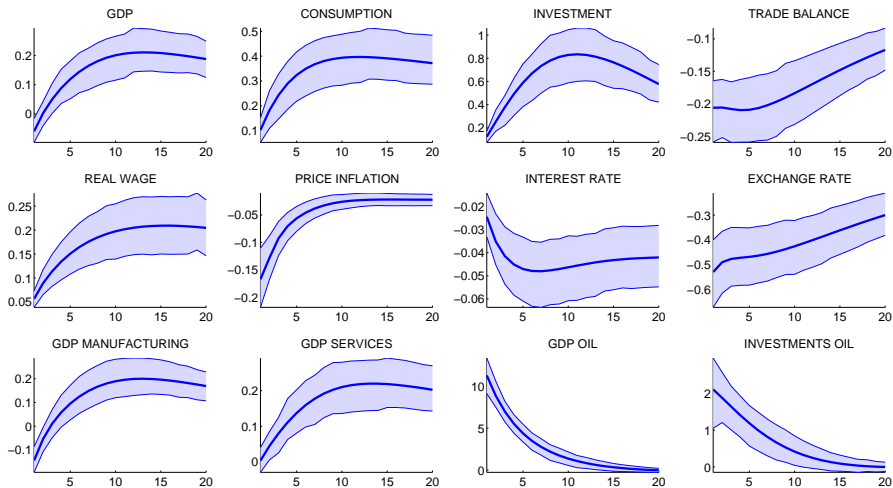 GDP
0.2
0.1
0
5 10 15 20
CONSUMPTION
0.5
0.4
0.3
0.2
0.1
5 10 15 20
INVESTMENT
1
0.8
0.6
0.4
0.2
5 10 15 20
TRADE BALANCE
−0.1
−0.15
−0.2
−0.25
5 10 15 20
REAL WAGE
0.25
0.2
0.15
0.1
0.05
5 10 15 20
PRICE INFLATION
−0.05
−0.1
−0.15
−0.2
5 10 15 20
INTEREST RATE
−0.02
−0.03
−0.04
−0.05
−0.06
5 10 15 20
EXCHANGE RATE
−0.3
−0.4
−0.5
−0.6
5 10 15 20
GDP MANUFACTURING
0.2
0.1
0
−0.1
5 10 15 20
GDP SERVICES
0.2
0.1
0
5 10 15 20
GDP OIL
10
5
0
5 10 15 20
INVESTMENTS OIL
2
1
0
5 10 15 20